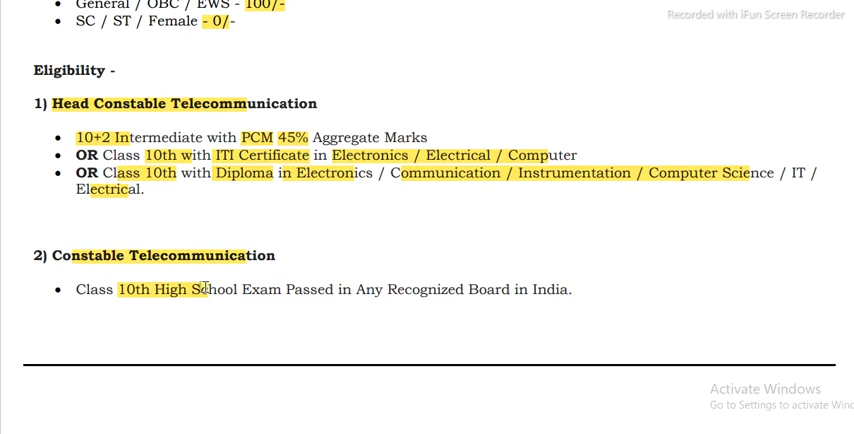 General / OBC / EWS - 100/-
SC / ST / Female - 0/-
Recorded with iFun Screen Recorder
Eligibility -
1) Head Constable Telecommunication
10+2 Intermediate with PCM 45% Aggregate Marks
OR Class 10th with ITI Certificate in Electronics / Electrical / Computer
OR Class 10th with Diploma in Electronics / Communication / Instrumentation / Computer Science / IT /
Electrical.
2) Constable Telecommunication
Class 10th High School Exam Passed in Any Recognized Board in India.
Activate Windows
Go to Settings to activate Winc